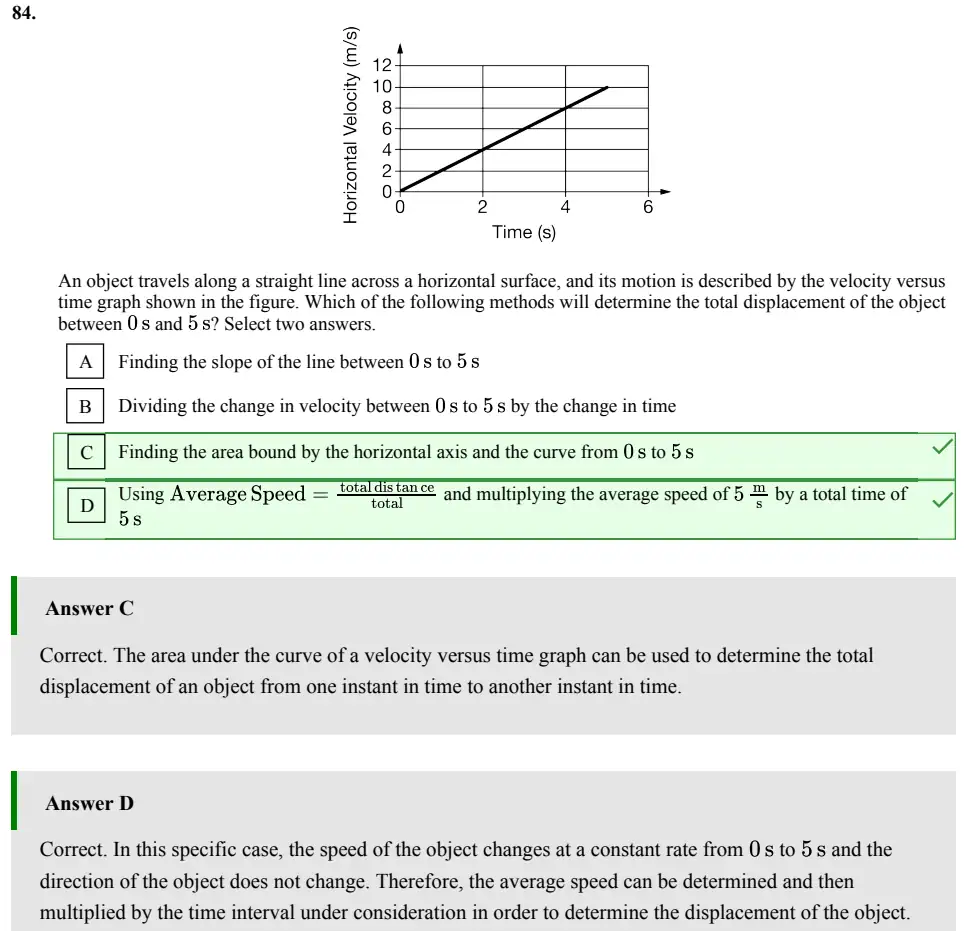 84.
Horizontal Velocity (m/s)
12
10
8
6
4
2
0
0 2 4 6
Time (s)
An object travels along a straight line across a horizontal surface, and its motion is described by the velocity versus
time graph shown in the figure. Which of the following methods will determine the total displacement of the object
between 0 s and 5 s? Select two answers.
A Finding the slope of the line between 0 s to 5 s
B Dividing the change in velocity between 0 s to 5 s by the change in time
C Finding the area bound by the horizontal axis and the curve from 0 s to 5 s
D Using Average Speed = total dis tan ce / total and multiplying the average speed of 5 m/s by a total time of
5 s
Answer C
Correct. The area under the curve of a velocity versus time graph can be used to determine the total
displacement of an object from one instant in time to another instant in time.
Answer D
Correct. In this specific case, the speed of the object changes at a constant rate from 0 s to 5 s and the
direction of the object does not change. Therefore, the average speed can be determined and then
multiplied by the time interval under consideration in order to determine the displacement of the object.